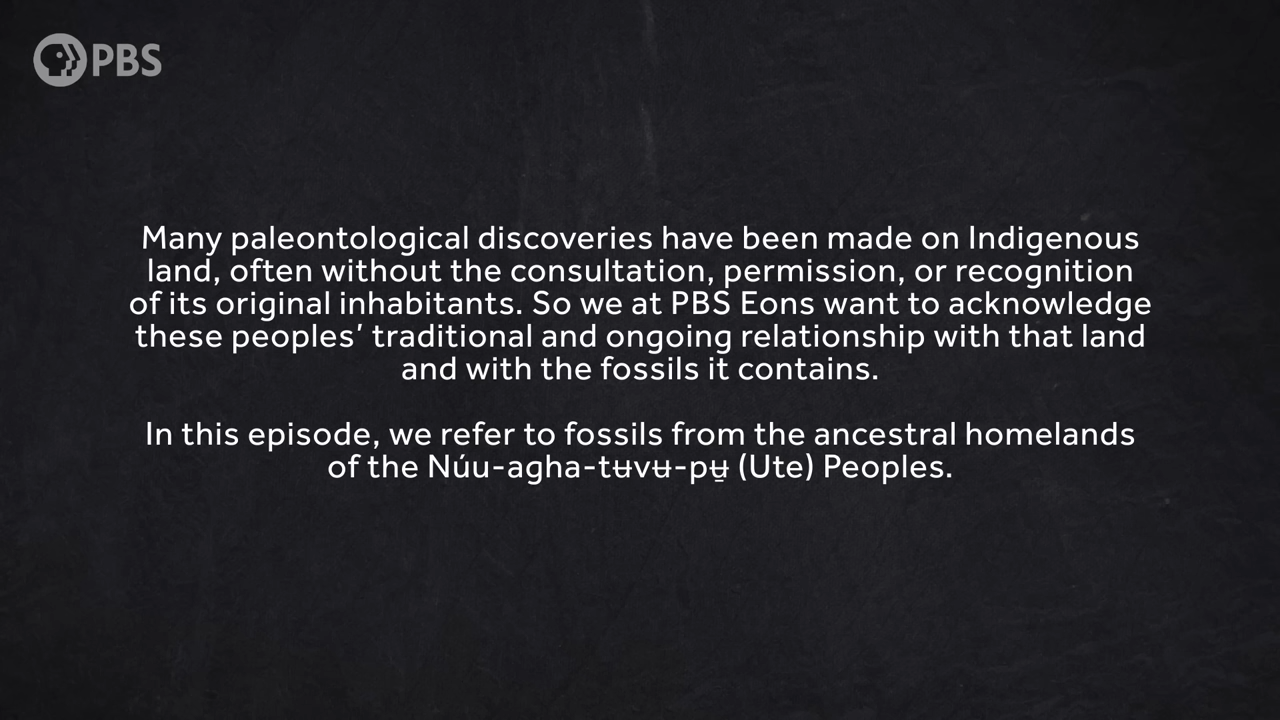 PBS
Many paleontological discoveries have been made on Indigenous
land, often without the consultation, permission, or recognition
of its original inhabitants. So we at PBS Eons want to acknowledge
these peoples’ traditional and ongoing relationship with that land
and with the fossils it contains.
In this episode, we refer to fossils from the ancestral homelands
of the Núu-agha-tʉvʉ-pʉ̱ (Ute) Peoples.